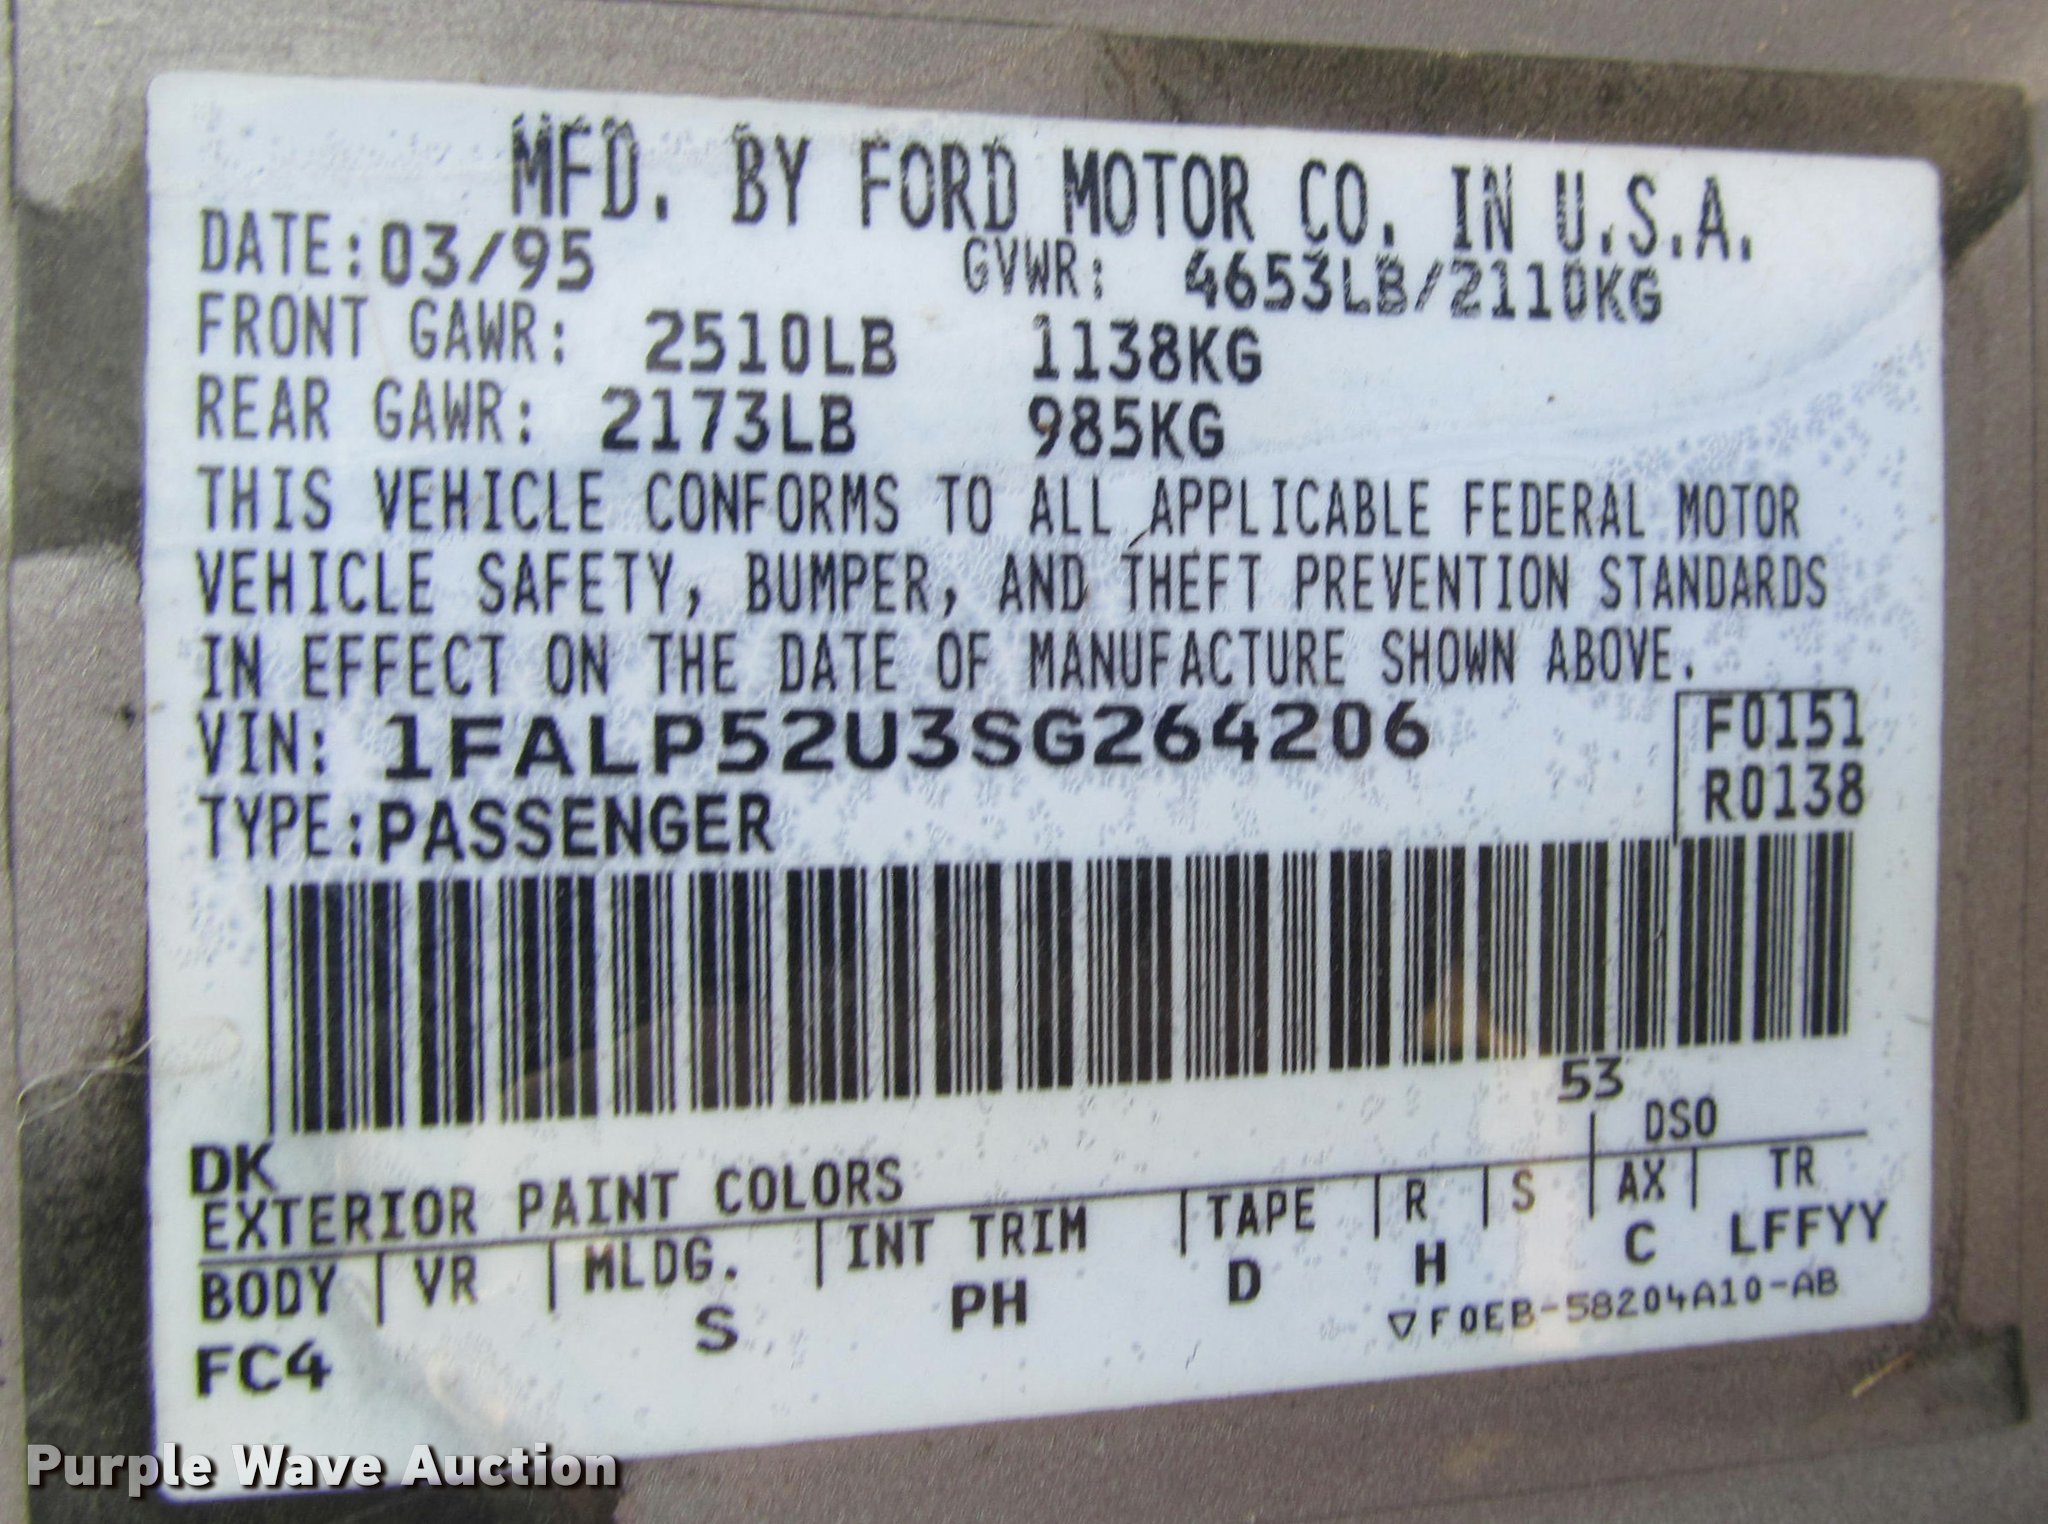 MFD. BY FORD MOTOR CO. IN U.S.A.
DATE:03/95 GVWR: 4653LB/2110KG
FRONT GAWR: 2510LB 1138KG
REAR GAWR: 2173LB 985KG
THIS VEHICLE CONFORMS TO ALL APPLICABLE FEDERAL MOTOR
VEHICLE SAFETY, BUMPER, AND THEFT PREVENTION STANDARDS
IN EFFECT ON THE DATE OF MANUFACTURE SHOWN ABOVE.
VIN: 1FALP52U3SG264206 F0151
TYPE:PASSENGER R0138
53
DK DSO
EXTERIOR PAINT COLORS
BODY VR MLDG. INT TRIM TAPE R S AX TR
FC4 S PH D H C LFFYY
▽F0EB-58204A10-AB
Purple Wave Auction